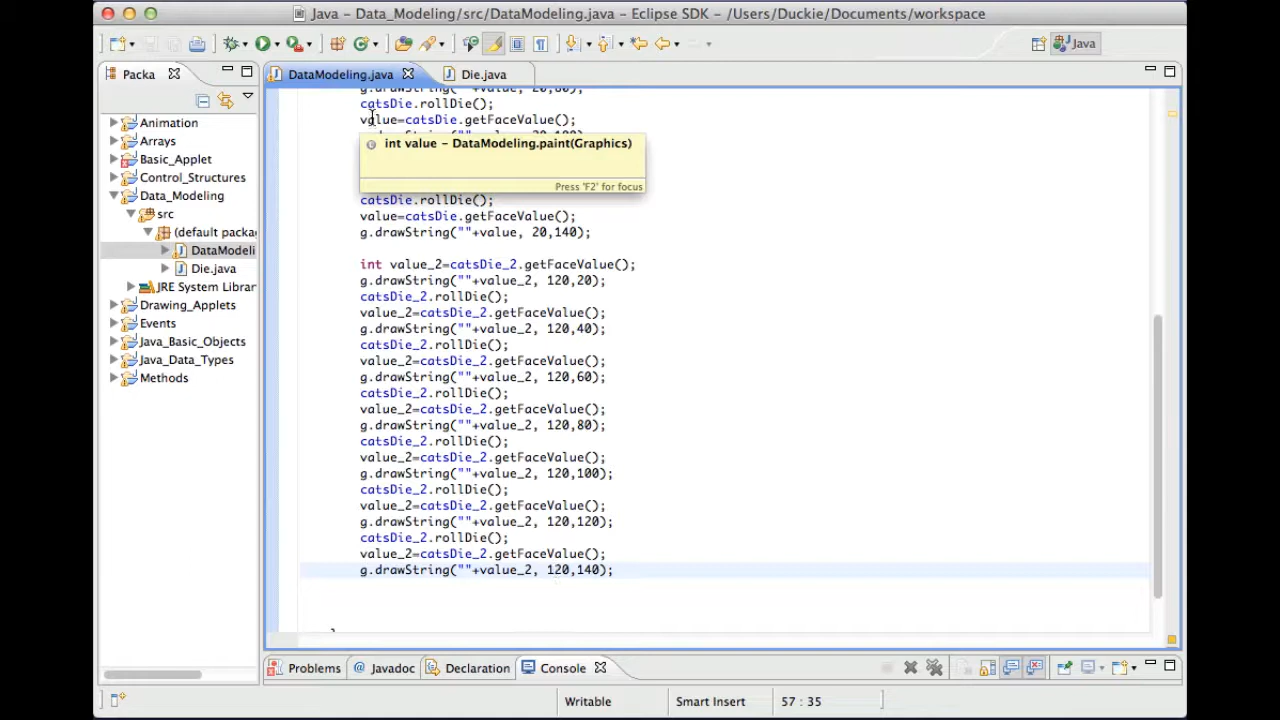 Java – Data_Modeling/src/DataModeling.java – Eclipse SDK – /Users/Duckie/Documents/workspace
Java
Packa
DataModeling.java
Die.java
Animation
Arrays
Basic_Applet
Control_Structures
Data_Modeling
src
(default packa
DataModeli
Die.java
JRE System Librar
Drawing_Applets
Events
Java_Basic_Objects
Java_Data_Types
Methods
g.drawString(""+value, 20,80);
catsDie.rollDie();
value=catsDie.getFaceValue();
int value – DataModeling.paint(Graphics)
Press 'F2' for focus
catsDie.rollDie();
value=catsDie.getFaceValue();
g.drawString(""+value, 20,140);
int value_2=catsDie_2.getFaceValue();
g.drawString(""+value_2, 120,20);
catsDie_2.rollDie();
value_2=catsDie_2.getFaceValue();
g.drawString(""+value_2, 120,40);
catsDie_2.rollDie();
value_2=catsDie_2.getFaceValue();
g.drawString(""+value_2, 120,60);
catsDie_2.rollDie();
value_2=catsDie_2.getFaceValue();
g.drawString(""+value_2, 120,80);
catsDie_2.rollDie();
value_2=catsDie_2.getFaceValue();
g.drawString(""+value_2, 120,100);
catsDie_2.rollDie();
value_2=catsDie_2.getFaceValue();
g.drawString(""+value_2, 120,120);
catsDie_2.rollDie();
value_2=catsDie_2.getFaceValue();
g.drawString(""+value_2, 120,140);
}
Problems
@ Javadoc
Declaration
Console
Writable
Smart Insert
57 : 35